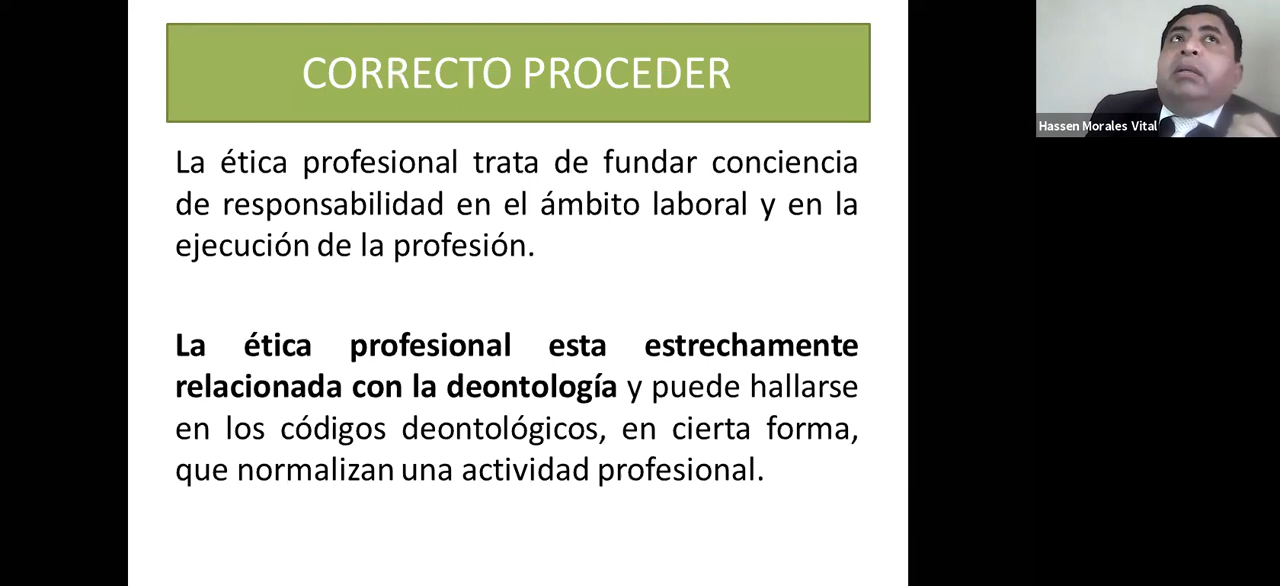 CORRECTO PROCEDER
La ética profesional trata de fundar conciencia
de responsabilidad en el ámbito laboral y en la
ejecución de la profesión.
La ética profesional esta estrechamente
relacionada con la deontología y puede hallarse
en los códigos deontológicos, en cierta forma,
que normalizan una actividad profesional.
Hassen Morales Vital